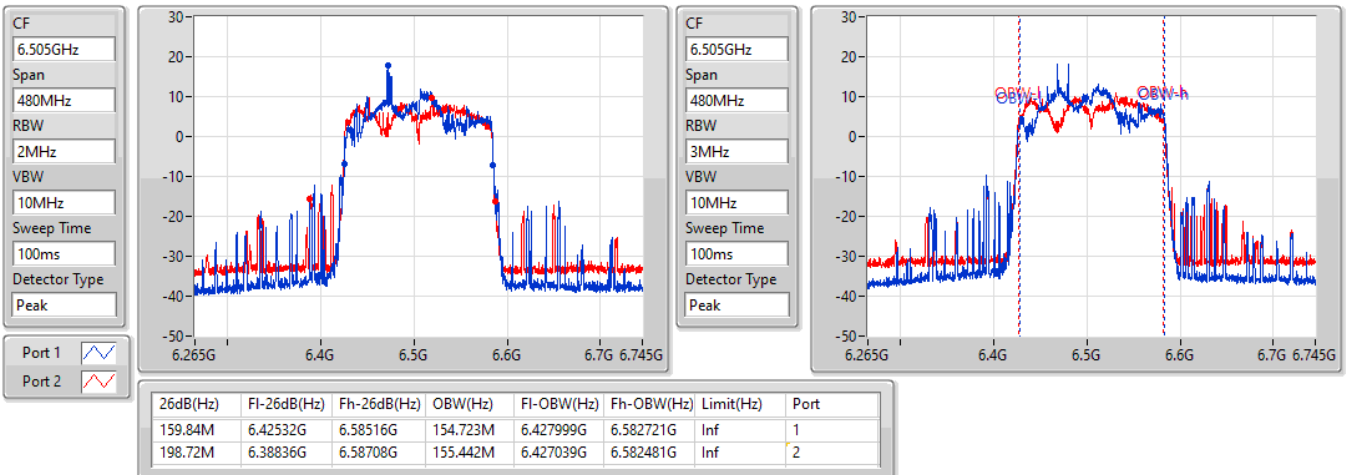 CF
6.505GHz
Span
480MHz
RBW
2MHz
VBW
10MHz
Sweep Time
100ms
Detector Type
Peak
Port 1
Port 2
30
20
10
0
-10
-20
-30
-40
-50
6.265G 6.4G 6.5G 6.6G 6.7G 6.745G
CF
6.505GHz
Span
480MHz
RBW
3MHz
VBW
10MHz
Sweep Time
100ms
Detector Type
Peak
30
20
10
0
-10
-20
-30
-40
-50
OBW-l
OBW-l
OBW-h
OBW-h
6.265G 6.4G 6.5G 6.6G 6.7G 6.745G
26dB(Hz) Fl-26dB(Hz) Fh-26dB(Hz) OBW(Hz) Fl-OBW(Hz) Fh-OBW(Hz) Limit(Hz) Port
159.84M 6.42532G 6.58516G 154.723M 6.427999G 6.582721G Inf 1
198.72M 6.38836G 6.58708G 155.442M 6.427039G 6.582481G Inf 2